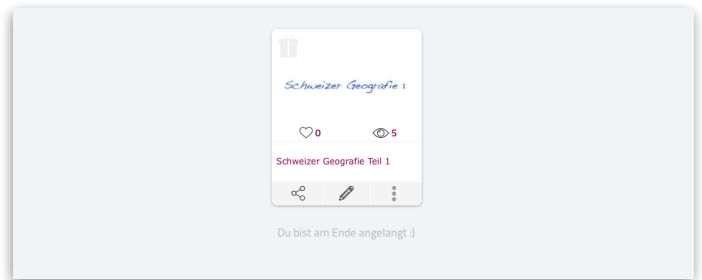 Schweizer Geografie 1
0 5
Schweizer Geografie Teil 1
Du bist am Ende angelangt :)